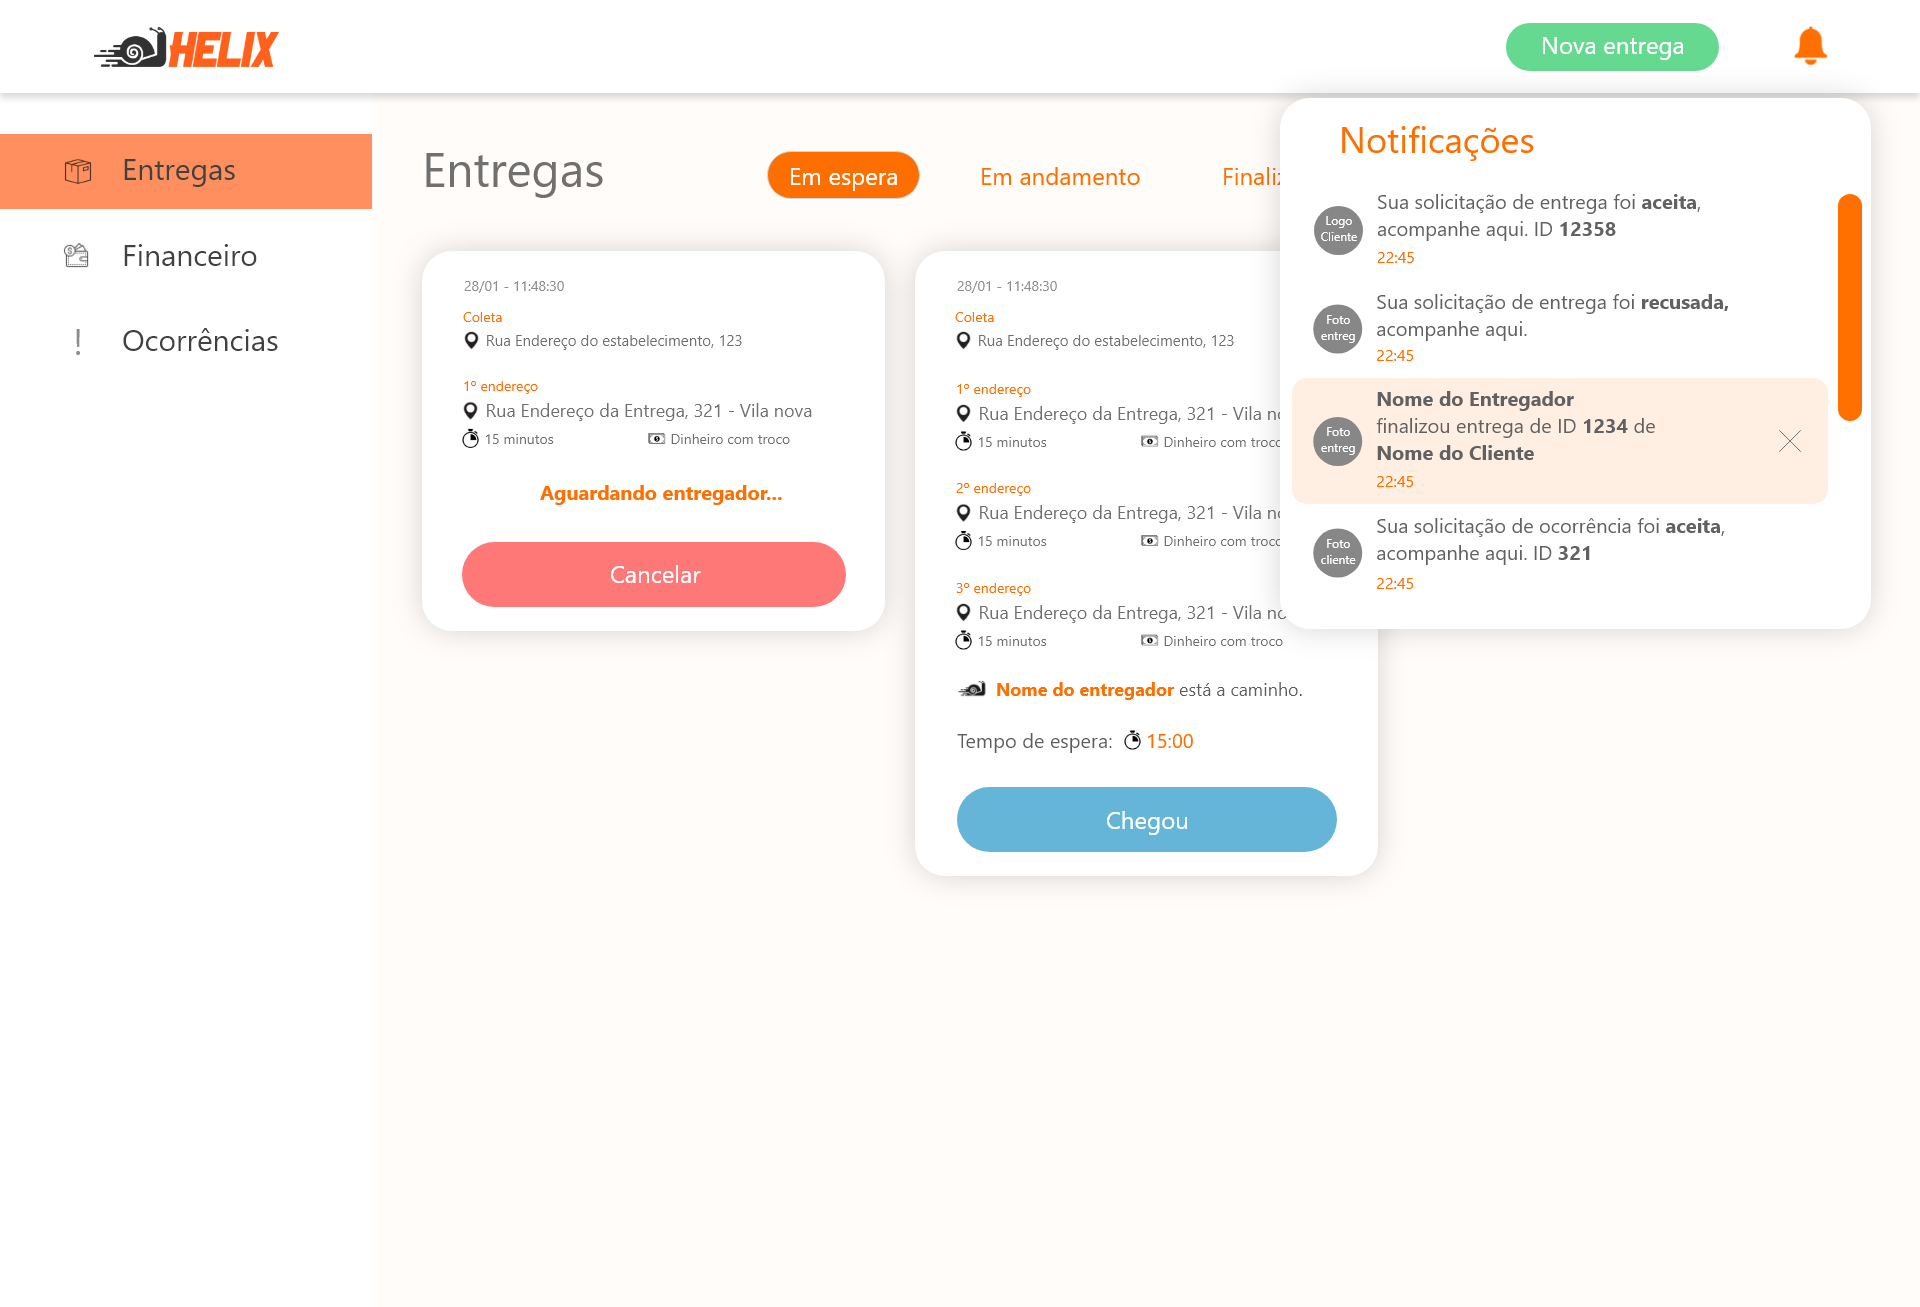 HELIX
Nova entrega
Entregas
Financeiro
Ocorrências
Entregas
Em espera
Em andamento
28/01 - 11:48:30
Coleta
Rua Endereço do estabelecimento, 123
1º endereço
Rua Endereço da Entrega, 321 - Vila nova
15 minutos
Dinheiro com troco
Aguardando entregador...
Cancelar
28/01 - 11:48:30
Coleta
Rua Endereço do estabelecimento, 123
1º endereço
Rua Endereço da Entrega, 321 - Vila
15 minutos
Dinheiro com troco
2º endereço
Rua Endereço da Entrega, 321 - Vila
15 minutos
Dinheiro com troco
3º endereço
Rua Endereço da Entrega, 321 - Vila
15 minutos
Dinheiro com troco
Nome do entregador está a caminho.
Tempo de espera: 15:00
Chegou
Notificações
Logo
Cliente
Sua solicitação de entrega foi aceita,
acompanhe aqui. ID 12358
22:45
Foto
entreg
Sua solicitação de entrega foi recusada,
acompanhe aqui.
22:45
Foto
entreg
Nome do Entregador
finalizou entrega de ID 1234 de
Nome do Cliente
22:45
Foto
cliente
Sua solicitação de ocorrência foi aceita,
acompanhe aqui. ID 321
22:45